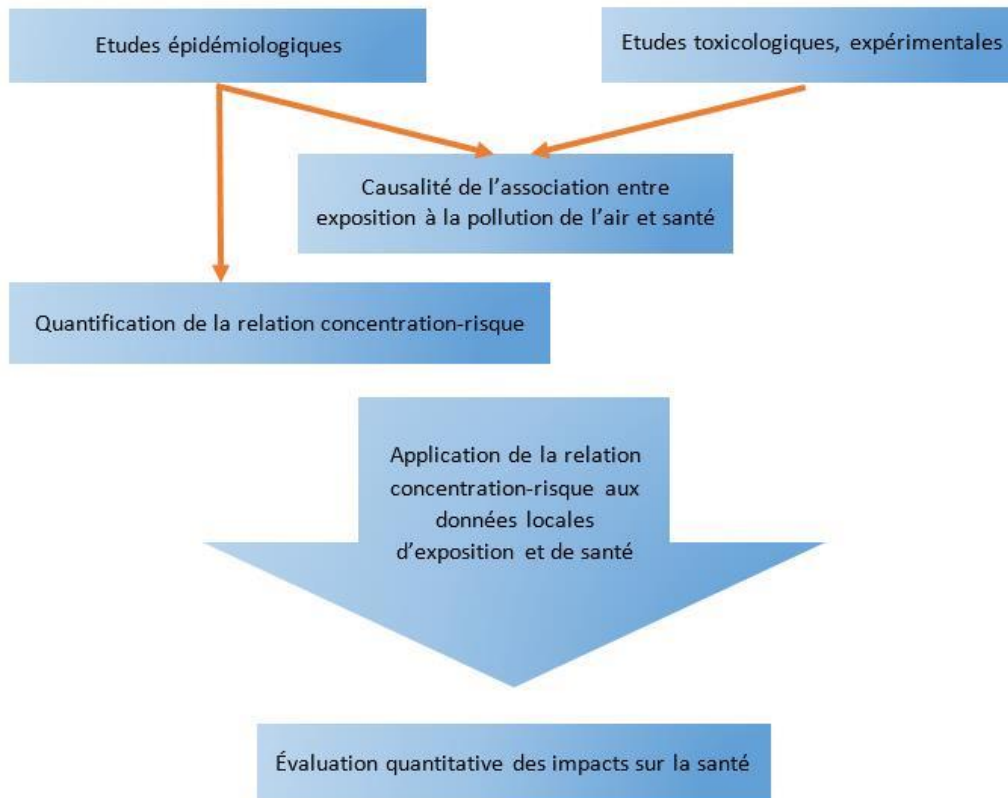 Etudes épidémiologiques
Etudes toxicologiques, expérimentales
Causalité de l’association entre
exposition à la pollution de l’air et santé
Quantification de la relation concentration-risque
Application de la relation
concentration-risque aux
données locales
d’exposition et de santé
Évaluation quantitative des impacts sur la santé